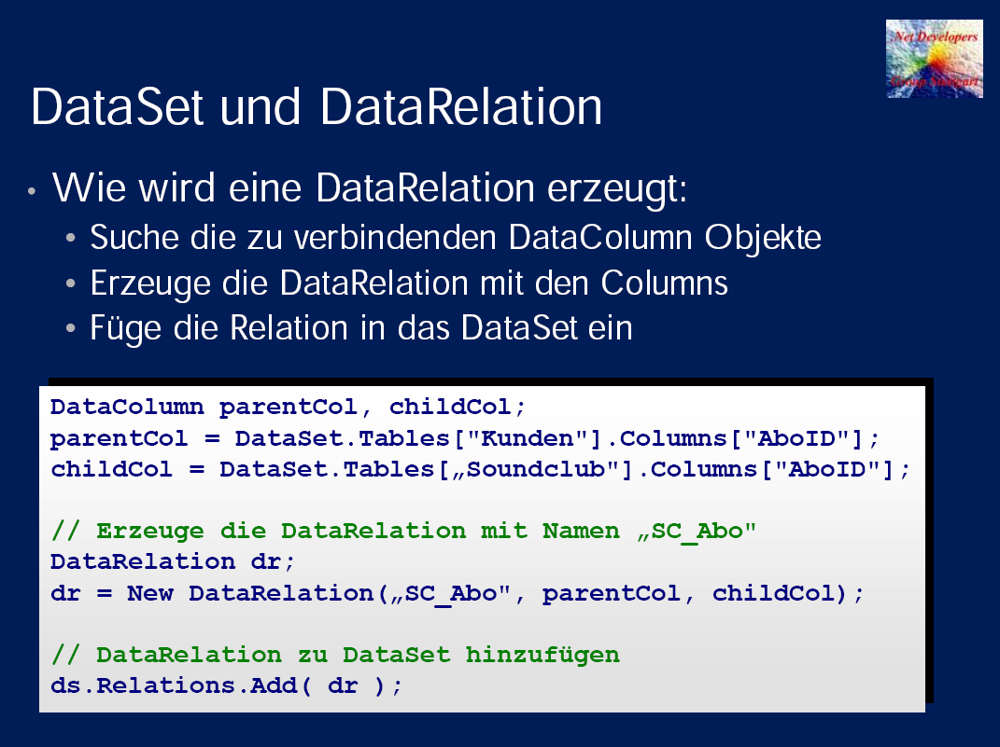 .Net Developers
Group Stuttgart
DataSet und DataRelation
• Wie wird eine DataRelation erzeugt:
• Suche die zu verbindenden DataColumn Objekte
• Erzeuge die DataRelation mit den Columns
• Füge die Relation in das DataSet ein
DataColumn parentCol, childCol;
parentCol = DataSet.Tables["Kunden"].Columns["AboID"];
childCol = DataSet.Tables[„Soundclub"].Columns["AboID"];
// Erzeuge die DataRelation mit Namen „SC_Abo"
DataRelation dr;
dr = New DataRelation(„SC_Abo", parentCol, childCol);
// DataRelation zu DataSet hinzufügen
ds.Relations.Add( dr );